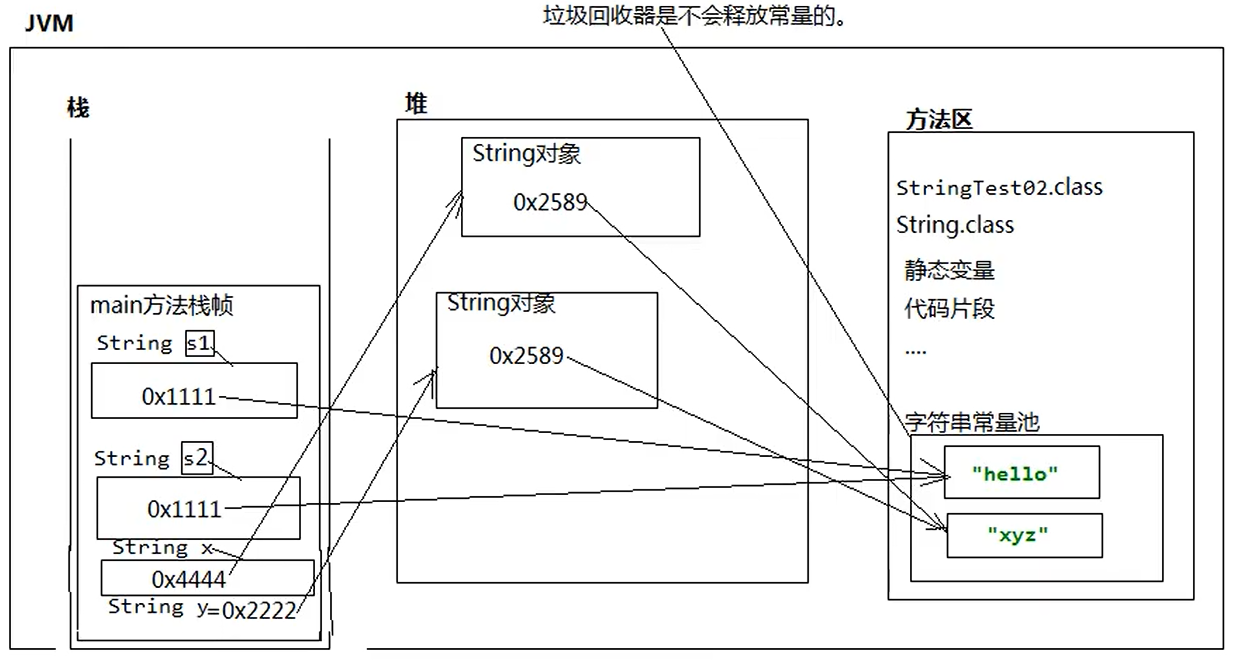 JVM
垃圾回收器是不会释放常量的。
栈
main方法栈帧
String s1
0x1111
String s2
0x1111
String x
0x4444
String y=0x2222
堆
String对象
0x2589
String对象
0x2589
方法区
StringTest02.class
String.class
静态变量
代码片段
....
字符串常量池
"hello"
"xyz"